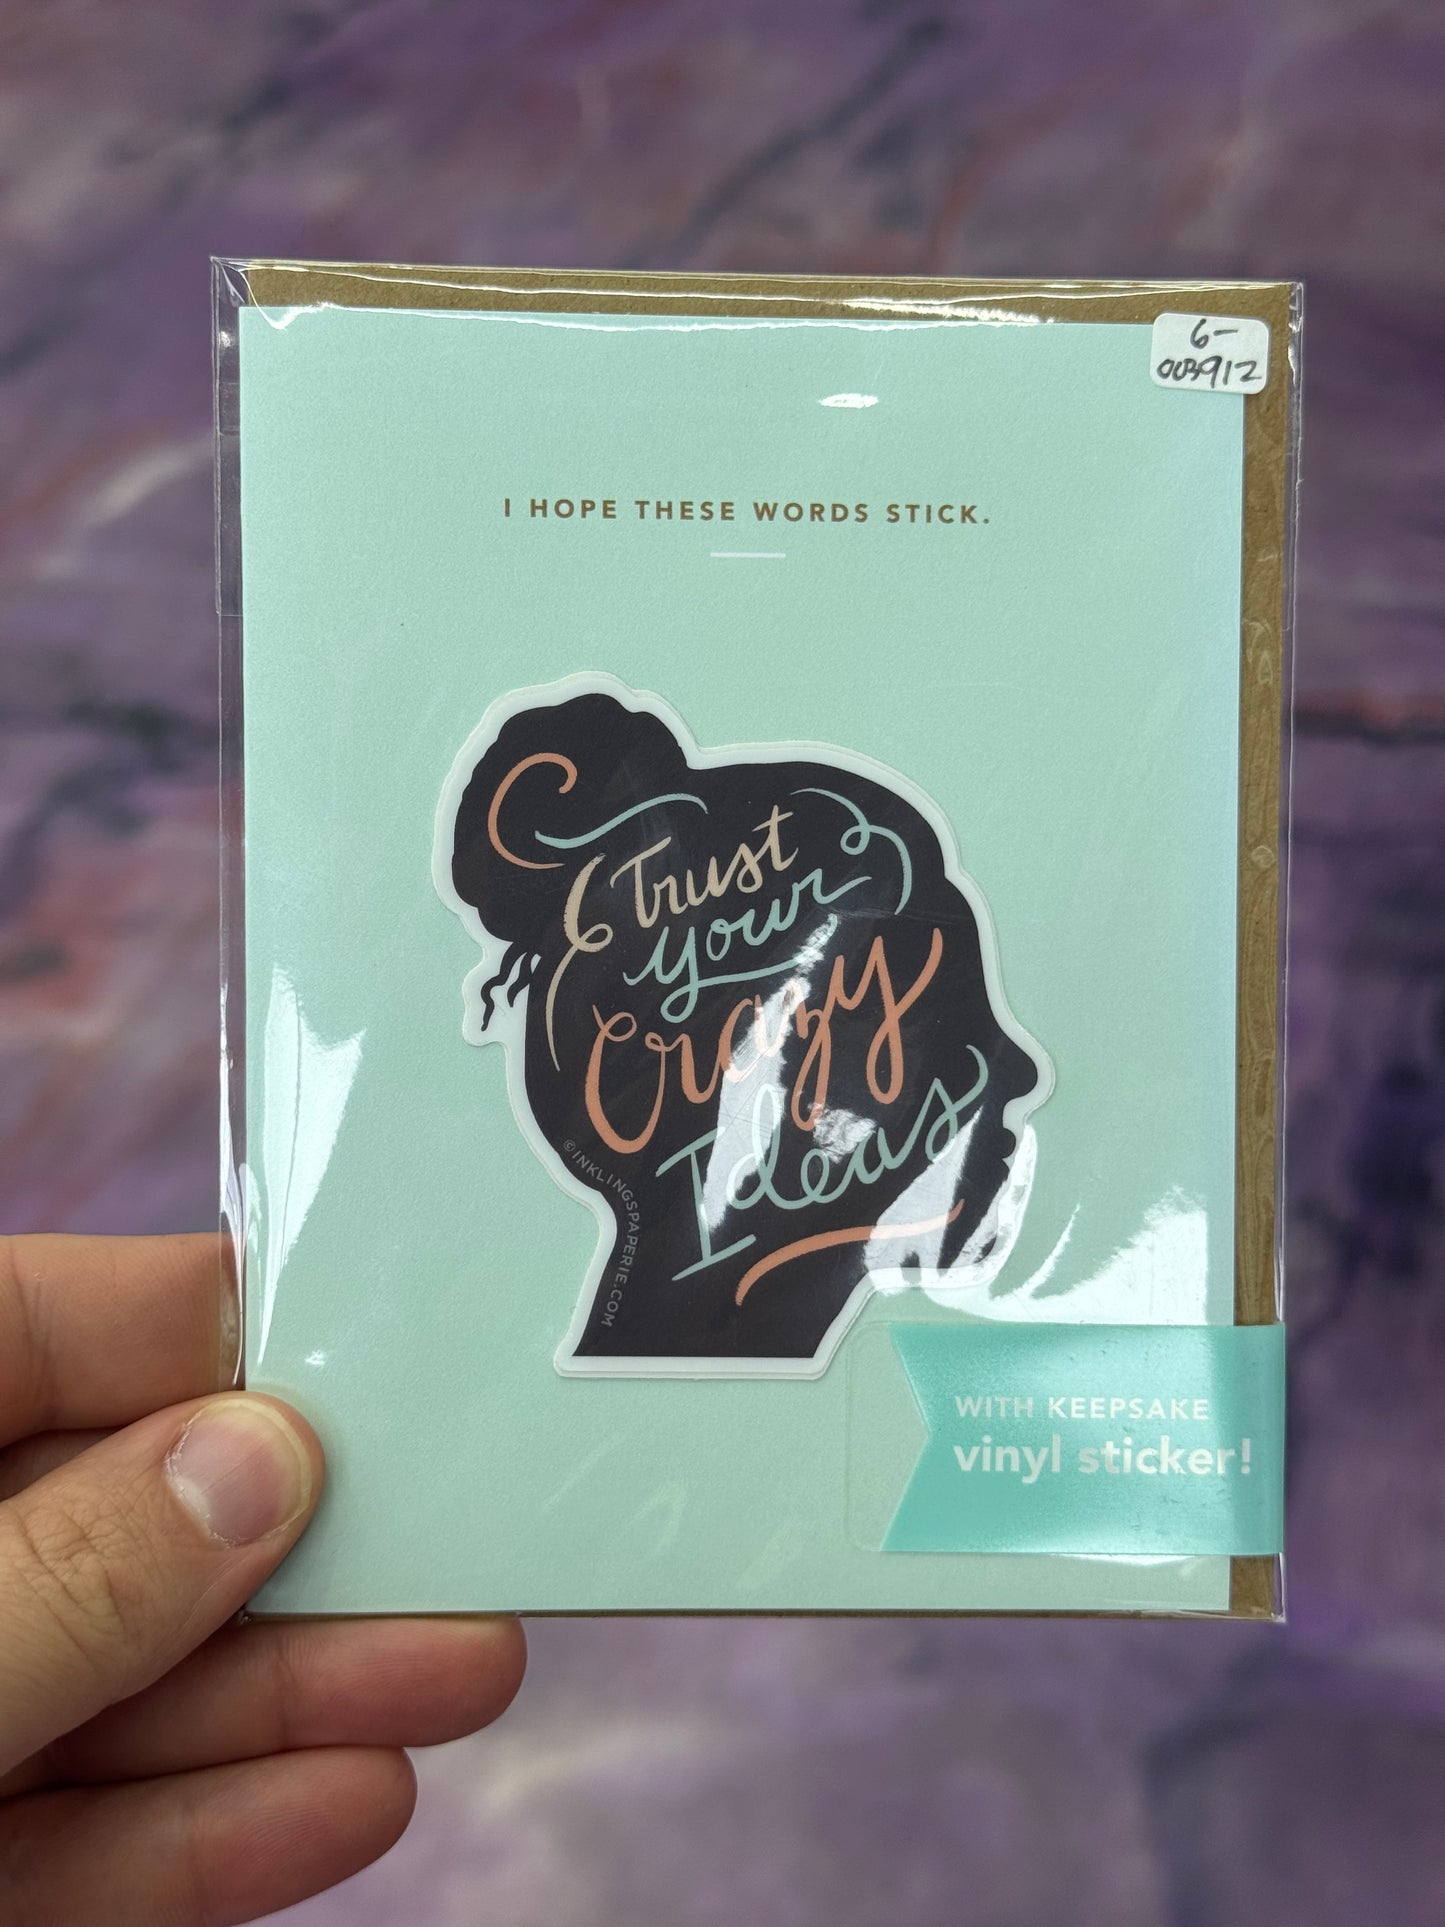 6-
003912
I HOPE THESE WORDS STICK.
Trust
your
Crazy
Ideas
©INKLINGSPAPERIE.COM
WITH KEEPSAKE
vinyl sticker!